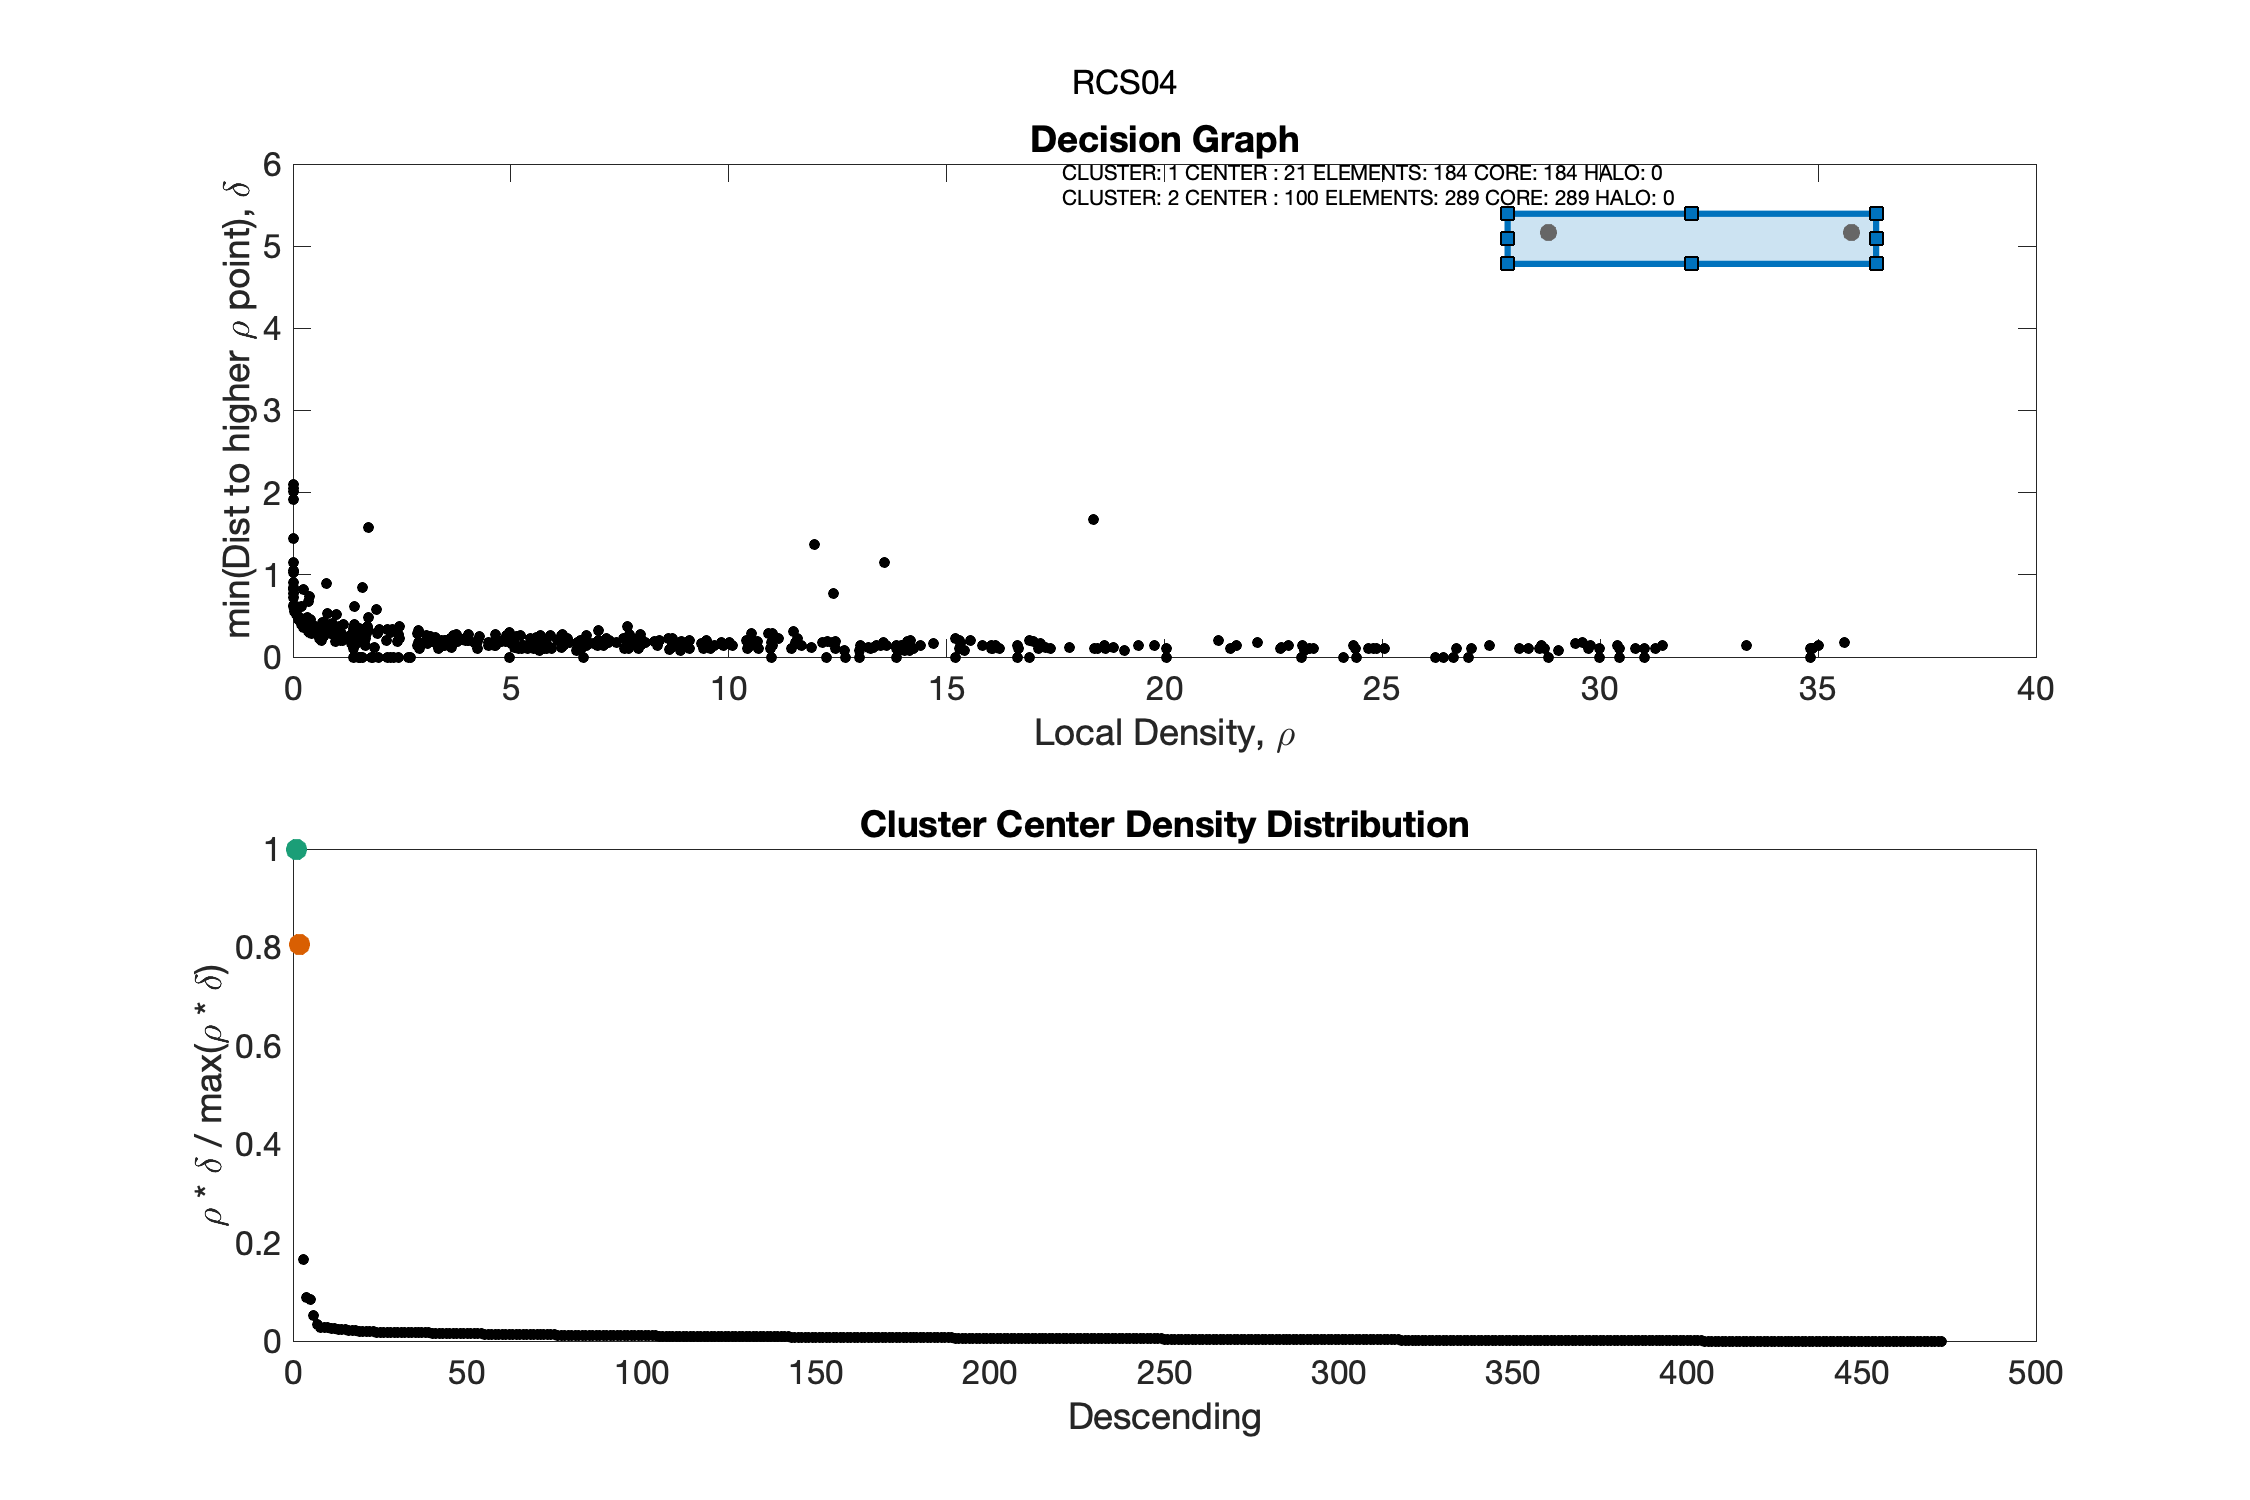 RCS04
Decision Graph
CLUSTER: 1 CENTER : 21 ELEMENTS: 184 CORE: 184 HALO: 0
CLUSTER: 2 CENTER : 100 ELEMENTS: 289 CORE: 289 HALO: 0
min(Dist to higher ρ point), δ
6
5
4
3
2
1
0
0 5 10 15 20 25 30 35 40
Local Density, ρ
Cluster Center Density Distribution
ρ * δ / max(ρ * δ)
1
0.8
0.6
0.4
0.2
0
0 50 100 150 200 250 300 350 400 450 500
Descending